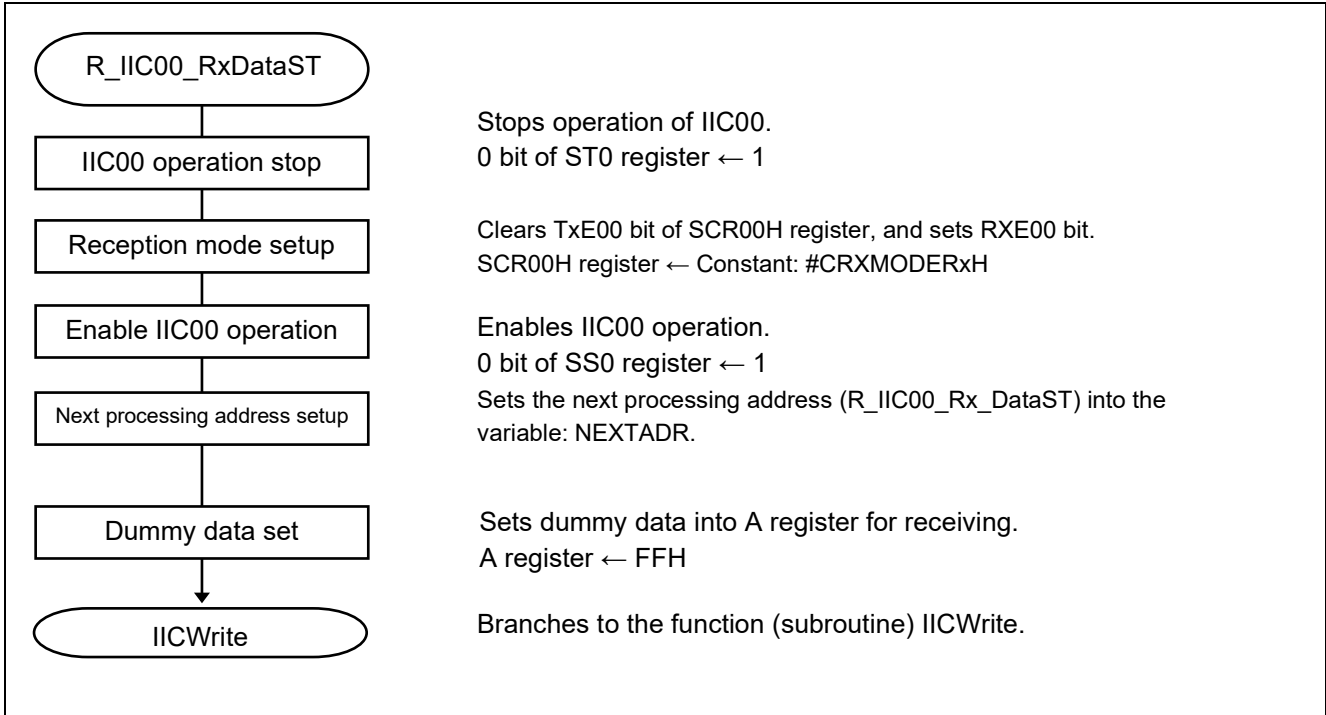 R_IIC00_RxDataST
Stops operation of IIC00.
IIC00 operation stop
0 bit of ST0 register ← 1
Clears TxE00 bit of SCR00H register, and sets RXE00 bit.
Reception mode setup
SCR00H register ← Constant: #CRXMODERxH
Enable IIC00 operation
Enables IIC00 operation.
0 bit of SS0 register ← 1
Next processing address setup
Sets the next processing address (R_IIC00_Rx_DataST) into the
variable: NEXTADR.
Dummy data set
Sets dummy data into A register for receiving.
A register ← FFH
IICWrite
Branches to the function (subroutine) IICWrite.